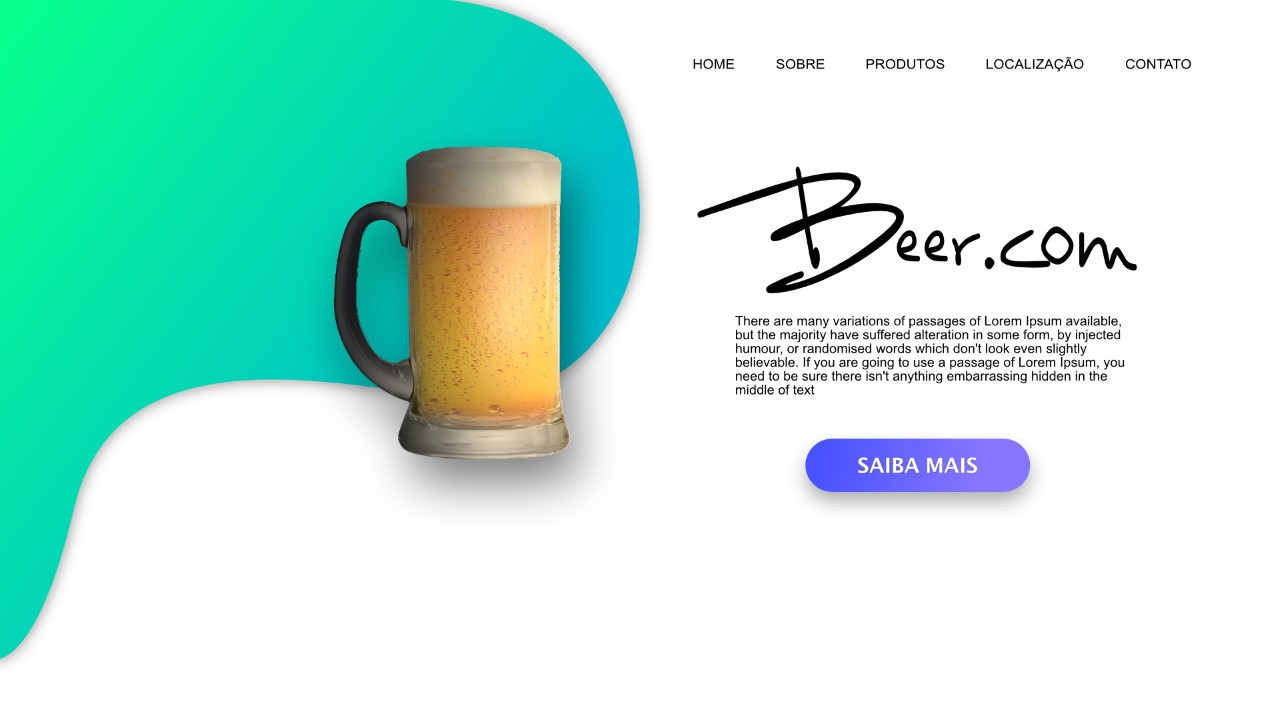 HOME SOBRE PRODUTOS LOCALIZAÇÃO CONTATO
Beer.com
There are many variations of passages of Lorem Ipsum available,
but the majority have suffered alteration in some form, by injected
humour, or randomised words which don't look even slightly
believable. If you are going to use a passage of Lorem Ipsum, you
need to be sure there isn't anything embarrassing hidden in the
middle of text
SAIBA MAIS